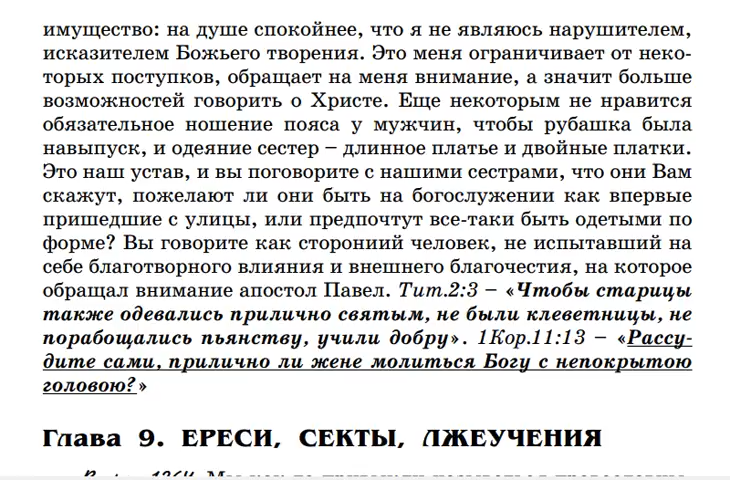 имущество: на душе спокойнее, что я не являюсь нарушителем,
исказителем Божьего творения. Это меня ограничивает от неко-
торых поступков, обращает на меня внимание, а значит больше
возможностей говорить о Христе. Еще некоторым не нравится
обязательное ношение пояса у мужчин, чтобы рубашка была
навыпуск, и одеяние сестер – длинное платье и двойные платки.
Это наш устав, и вы поговорите с нашими сестрами, что они Вам
скажут, пожелают ли они быть на богослужении как впервые
пришедшие с улицы, или предпочтут все-таки быть одетыми по
форме? Вы говорите как сторониий человек, не испытавший на
себе благотворного влияния и внешнего благочестия, на которое
обращал внимание апостол Павел. Тит.2:3 – «Чтобы старицы
также одевались прилично святым, не были клеветницы, не
порабощались пьянству, учили добру». 1Кор.11:13 – «Рассу-
дите сами, прилично ли жене молиться Богу с непокрытою
головою?»
Глава 9. ЕРЕСИ, СЕКТЫ, ЛЖЕУЧЕНИЯ